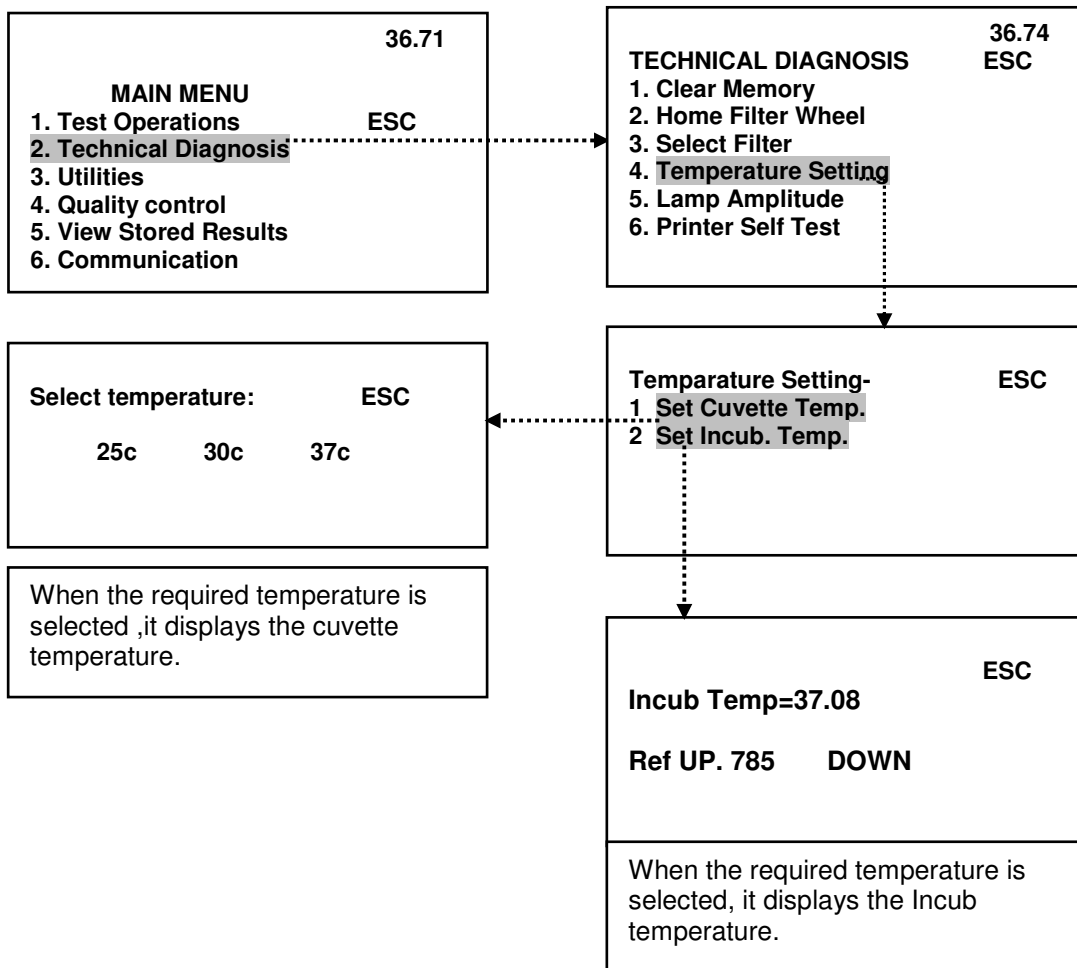 36.71
MAIN MENU
1. Test Operations ESC
2. Technical Diagnosis
3. Utilities
4. Quality control
5. View Stored Results
6. Communication
36.74
TECHNICAL DIAGNOSIS ESC
1. Clear Memory
2. Home Filter Wheel
3. Select Filter
4. Temperature Setting
5. Lamp Amplitude
6. Printer Self Test
Select temperature: ESC
25c 30c 37c
Temparature Setting- ESC
1 Set Cuvette Temp.
2 Set Incub. Temp.
When the required temperature is
selected ,it displays the cuvette
temperature.
ESC
Incub Temp=37.08
Ref UP. 785 DOWN
When the required temperature is
selected, it displays the Incub
temperature.